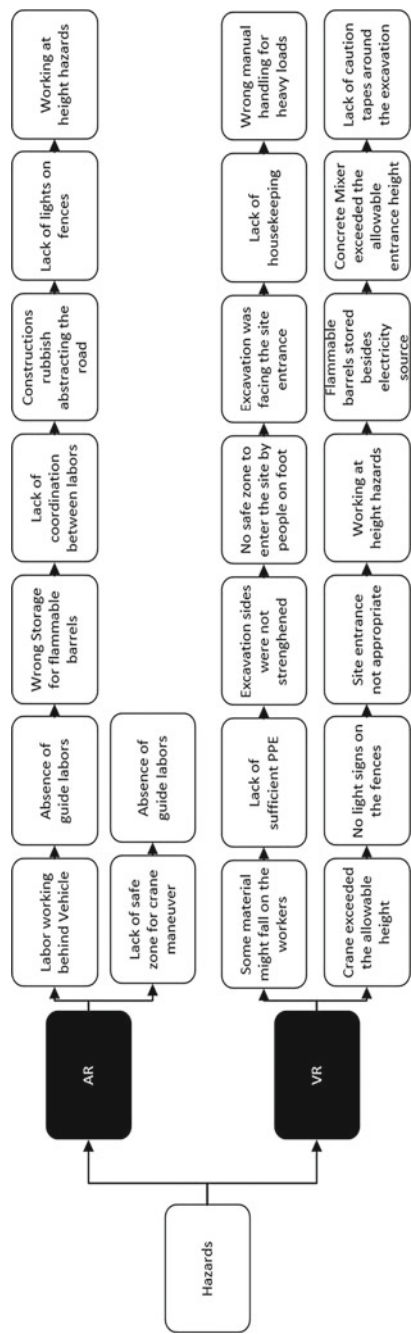 Hazards
AR
Labor working
behind Vehicle
Absence of
guide labors
Wrong Storage
for flammable
barrels
Lack of
coordination
between labors
Constructions
rubbish
abstracting the
road
Lack of lights on
fences
Working at
height hazards
Lack of safe
zone for crane
maneuver
Absence of
guide labors
VR
Some material
might fall on the
workers
Lack of
sufficient PPE
Excavation sides
were not
strenghened
No safe zone to
enter the site by
people on foot
Excavation was
facing the site
entrance
Lack of
housekeeping
Wrong manual
handling for
heavy loads
Crane exceeded
the allowable
height
No light signs on
the fences
Site entrance
not appropriate
Working at
height hazards
Flammable
barrels stored
besides
electricity
source
Concrete Mixer
exceeded the
allowable
entrance height
Lack of caution
tapes around
the excavation